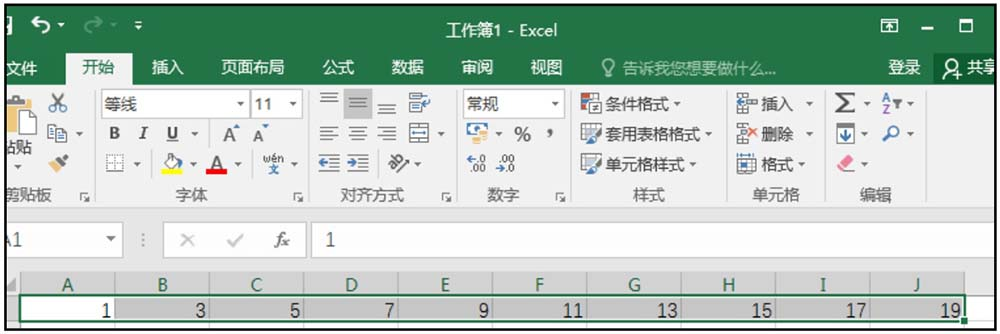 工作簿1 - Excel
文件 开始 插入 页面布局 公式 数据 审阅 视图 告诉我您想要做什么... 登录 共享
粘贴 等线 11 常规 条件格式 插入
B I U A A % , 套用表格格式 删除
A wén 文 .0 .00 .00 .0 单元格样式 格式
剪贴板 字体 对齐方式 数字 样式 单元格 编辑
A1 fx 1
A B C D E F G H I J
1 3 5 7 9 11 13 15 17 19